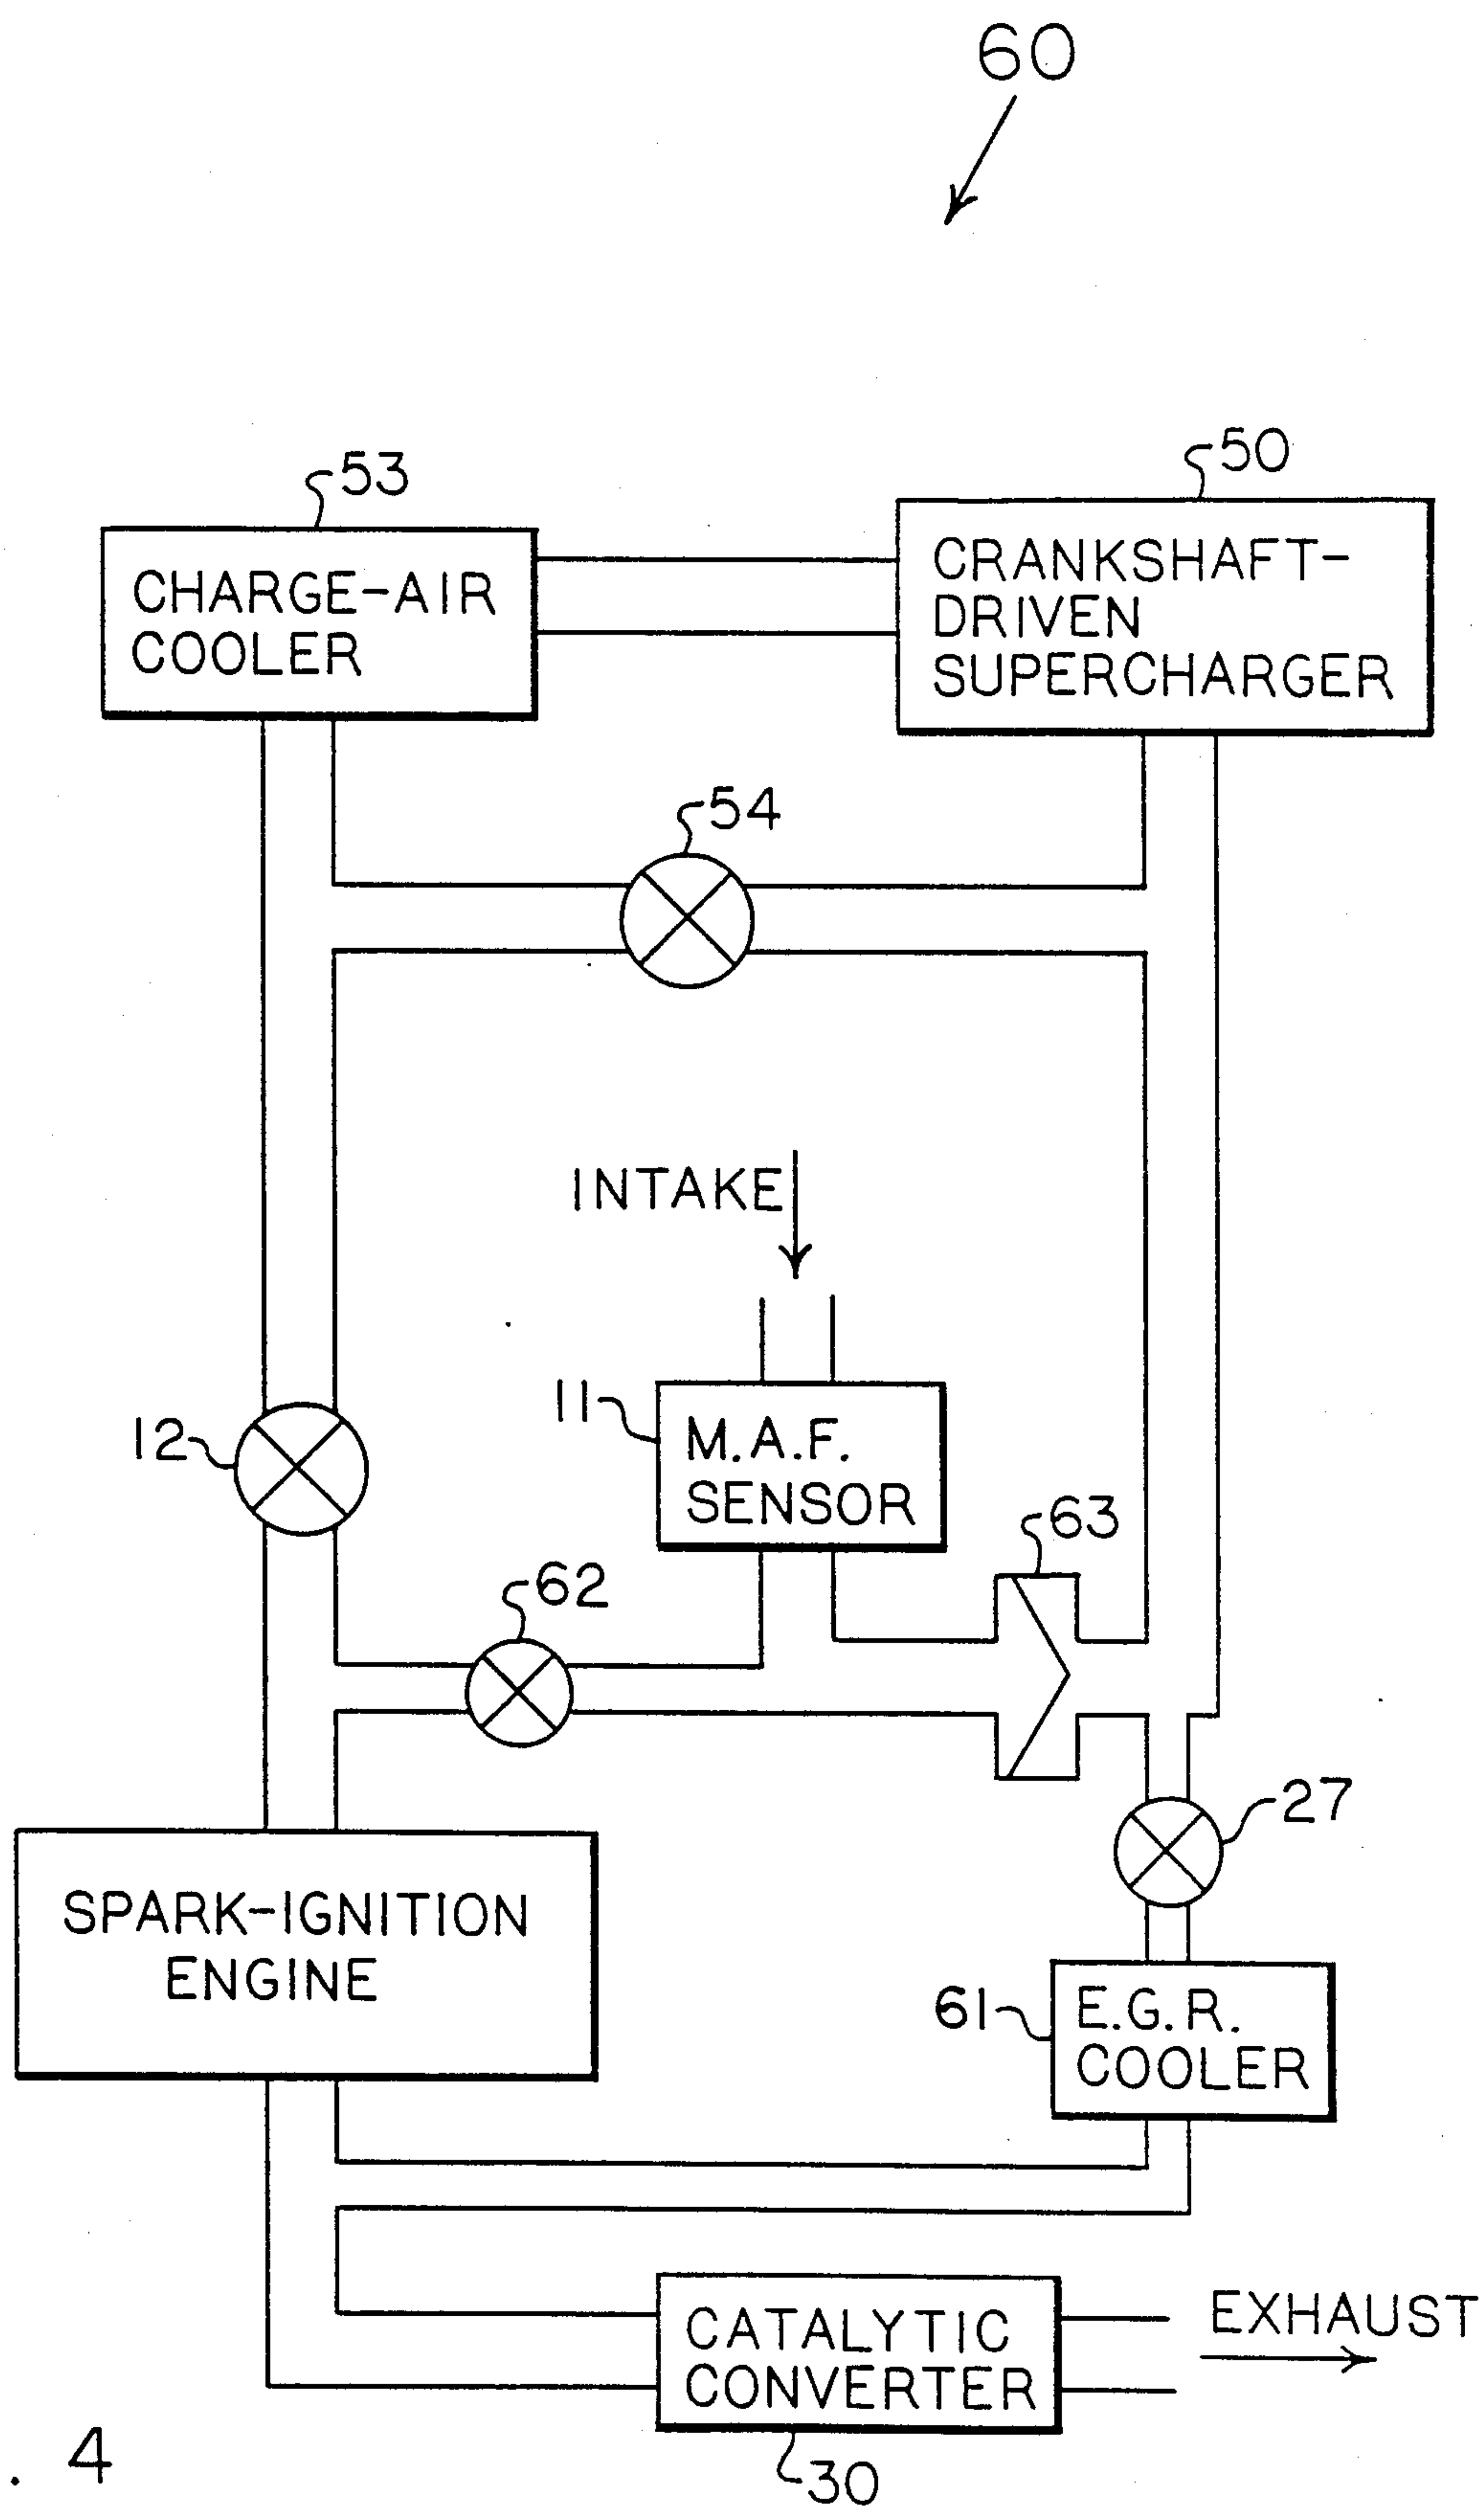 60
53
50
CHARGE-AIR
COOLER
CRANKSHAFT-
DRIVEN
SUPERCHARGER
54
INTAKE
11
M.A.F.
SENSOR
12
63
62
27
SPARK-IGNITION
ENGINE
61
E.G.R.
COOLER
CATALYTIC
CONVERTER
EXHAUST
30
. 4